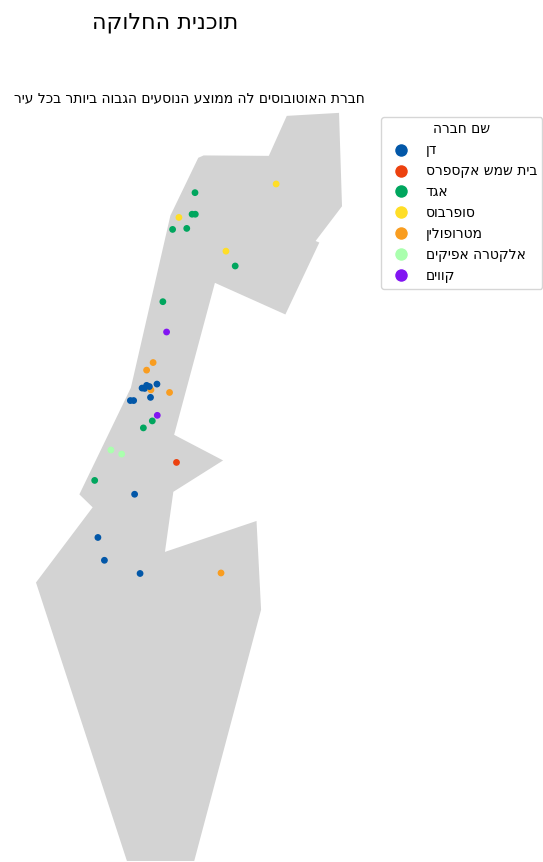 תוכנית החלוקה
חברת האוטובוסים לה ממוצע הנוסעים הגבוה ביותר בכל עיר
שם חברה
דן
בית שמש אקספרס
אגד
סופרבוס
מטרופולין
אלקטרה אפיקים
קווים